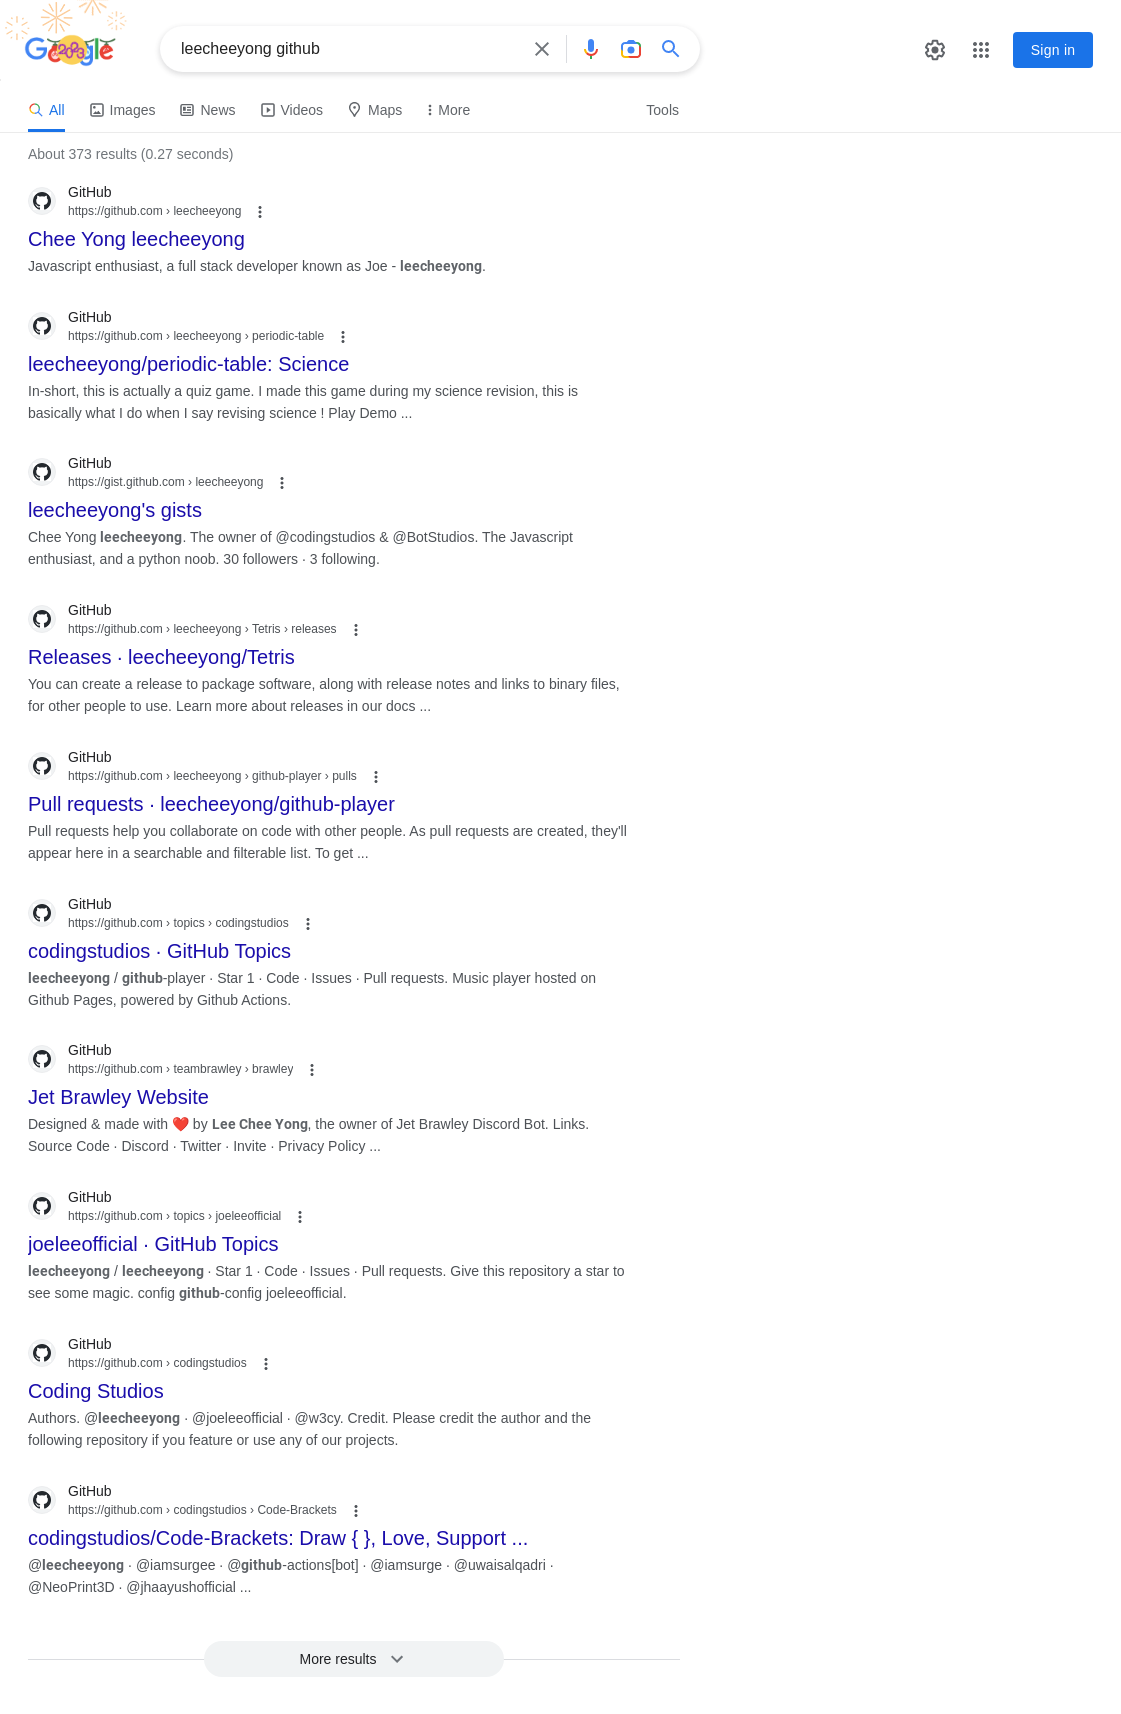 Google
leecheeyong github
Sign in
All
Images
News
Videos
Maps
More
Tools
About 373 results (0.27 seconds)
GitHub
https://github.com › leecheeyong
Chee Yong leecheeyong
Javascript enthusiast, a full stack developer known as Joe - leecheeyong.
GitHub
https://github.com › leecheeyong › periodic-table
leecheeyong/periodic-table: Science
In-short, this is actually a quiz game. I made this game during my science revision, this is
basically what I do when I say revising science ! Play Demo ...
GitHub
https://gist.github.com › leecheeyong
leecheeyong's gists
Chee Yong leecheeyong. The owner of @codingstudios & @BotStudios. The Javascript
enthusiast, and a python noob. 30 followers · 3 following.
GitHub
https://github.com › leecheeyong › Tetris › releases
Releases · leecheeyong/Tetris
You can create a release to package software, along with release notes and links to binary files,
for other people to use. Learn more about releases in our docs ...
GitHub
https://github.com › leecheeyong › github-player › pulls
Pull requests · leecheeyong/github-player
Pull requests help you collaborate on code with other people. As pull requests are created, they'll
appear here in a searchable and filterable list. To get ...
GitHub
https://github.com › topics › codingstudios
codingstudios · GitHub Topics
leecheeyong / github-player · Star 1 · Code · Issues · Pull requests. Music player hosted on
Github Pages, powered by Github Actions.
GitHub
https://github.com › teambrawley › brawley
Jet Brawley Website
Designed & made with ❤️ by Lee Chee Yong, the owner of Jet Brawley Discord Bot. Links.
Source Code · Discord · Twitter · Invite · Privacy Policy ...
GitHub
https://github.com › topics › joeleeofficial
joeleeofficial · GitHub Topics
leecheeyong / leecheeyong · Star 1 · Code · Issues · Pull requests. Give this repository a star to
see some magic. config github-config joeleeofficial.
GitHub
https://github.com › codingstudios
Coding Studios
Authors. @leecheeyong · @joeleeofficial · @w3cy. Credit. Please credit the author and the
following repository if you feature or use any of our projects.
GitHub
https://github.com › codingstudios › Code-Brackets
codingstudios/Code-Brackets: Draw { }, Love, Support ...
@leecheeyong · @iamsurgee · @github-actions[bot] · @iamsurge · @uwaisalqadri ·
@NeoPrint3D · @jhaayushofficial ...
More results